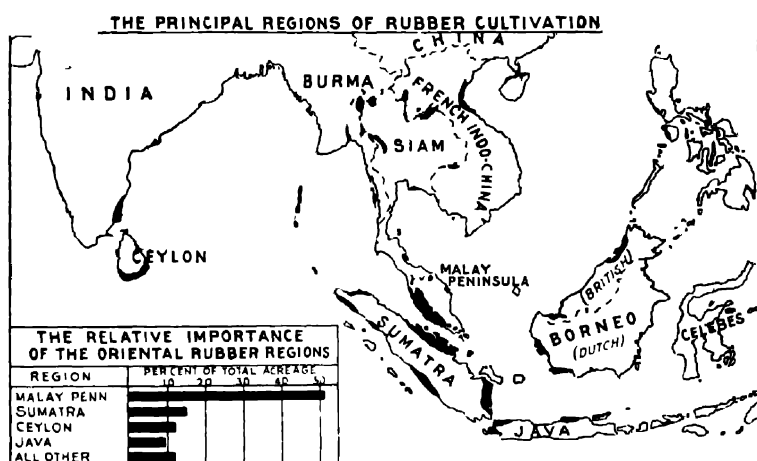 THE PRINCIPAL REGIONS OF RUBBER CULTIVATION
CHINA
INDIA
BURMA
FRENCH INDO-CHINA
SIAM
CEYLON
MALAY
PENINSULA
SUMATRA
(BRITISH)
BORNEO
(DUTCH)
CELEBES
JAVA
THE RELATIVE IMPORTANCE
OF THE ORIENTAL RUBBER REGIONS
REGION
PER CENT OF TOTAL ACREAGE
10 20 30 40 50
MALAY PENN
SUMATRA
CEYLON
JAVA
ALL OTHER